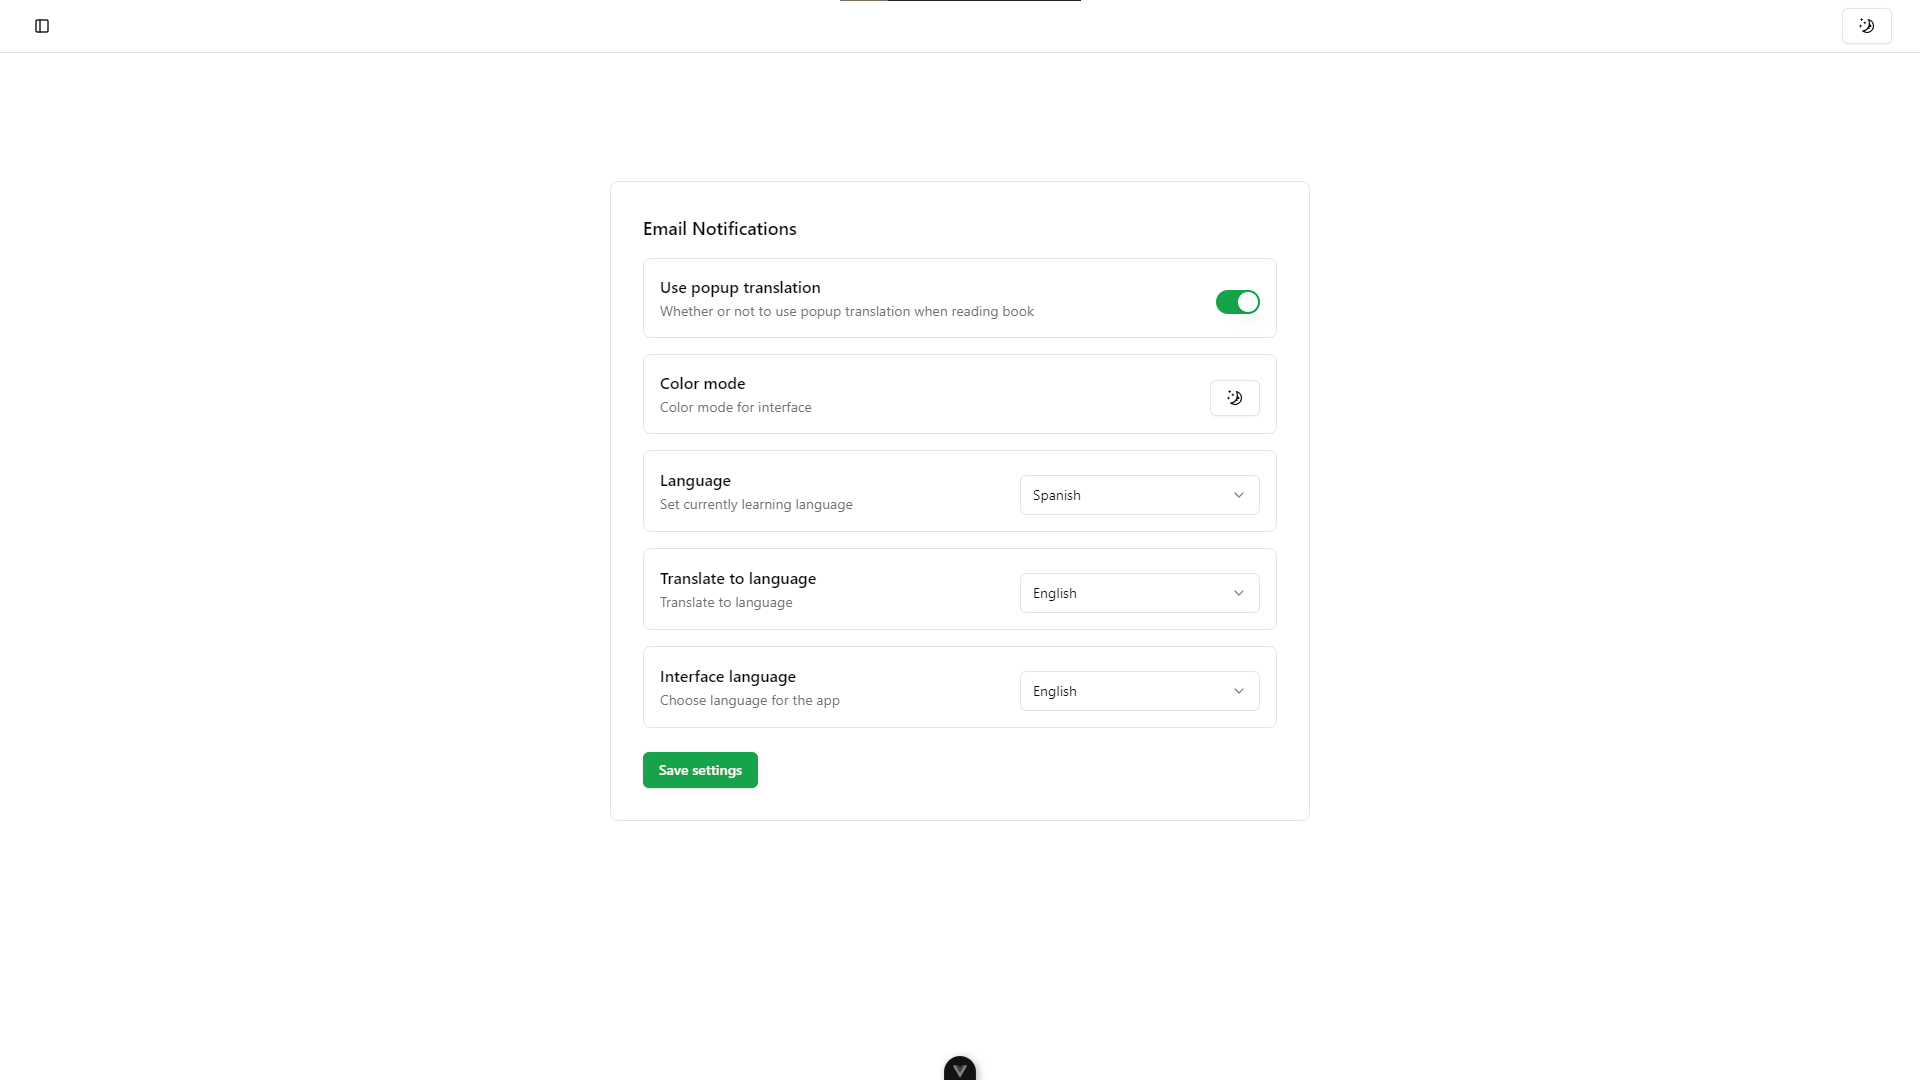 Email Notifications
Use popup translation
Whether or not to use popup translation when reading book
Color mode
Color mode for interface
Language
Set currently learning language
Spanish
Translate to language
Translate to language
English
Interface language
Choose language for the app
English
Save settings